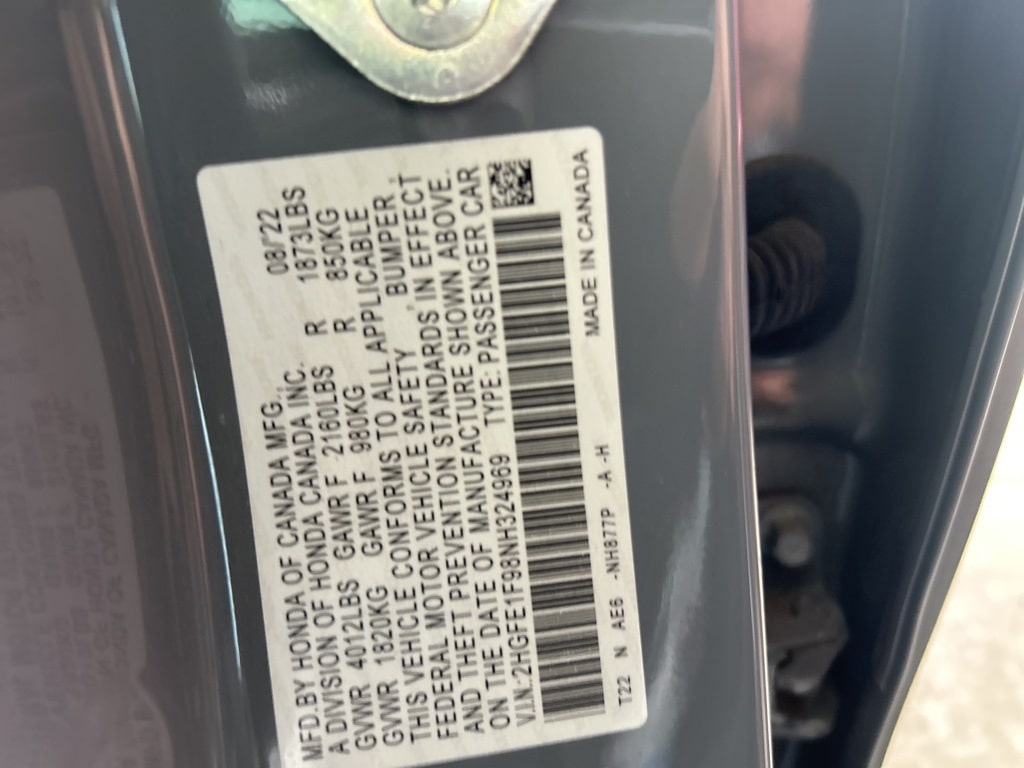 MFD.BY HONDA OF CANADA MFG., 08/22
A DIVISION OF HONDA CANADA INC.
GVWR 4012LBS GAWR F 2160LBS R 1873LBS
GVWR 1820KG GAWR F 980KG R 850KG
THIS VEHICLE CONFORMS TO ALL APPLICABLE
FEDERAL MOTOR VEHICLE SAFETY , BUMPER ,
AND THEFT PREVENTION STANDARDS IN EFFECT
ON THE DATE OF MANUFACTURE SHOWN ABOVE.
V.I.N.:2HGFE1F98NH324969 TYPE: PASSENGER CAR
T22 N AE6 -NH877P -A -H MADE IN CANADA